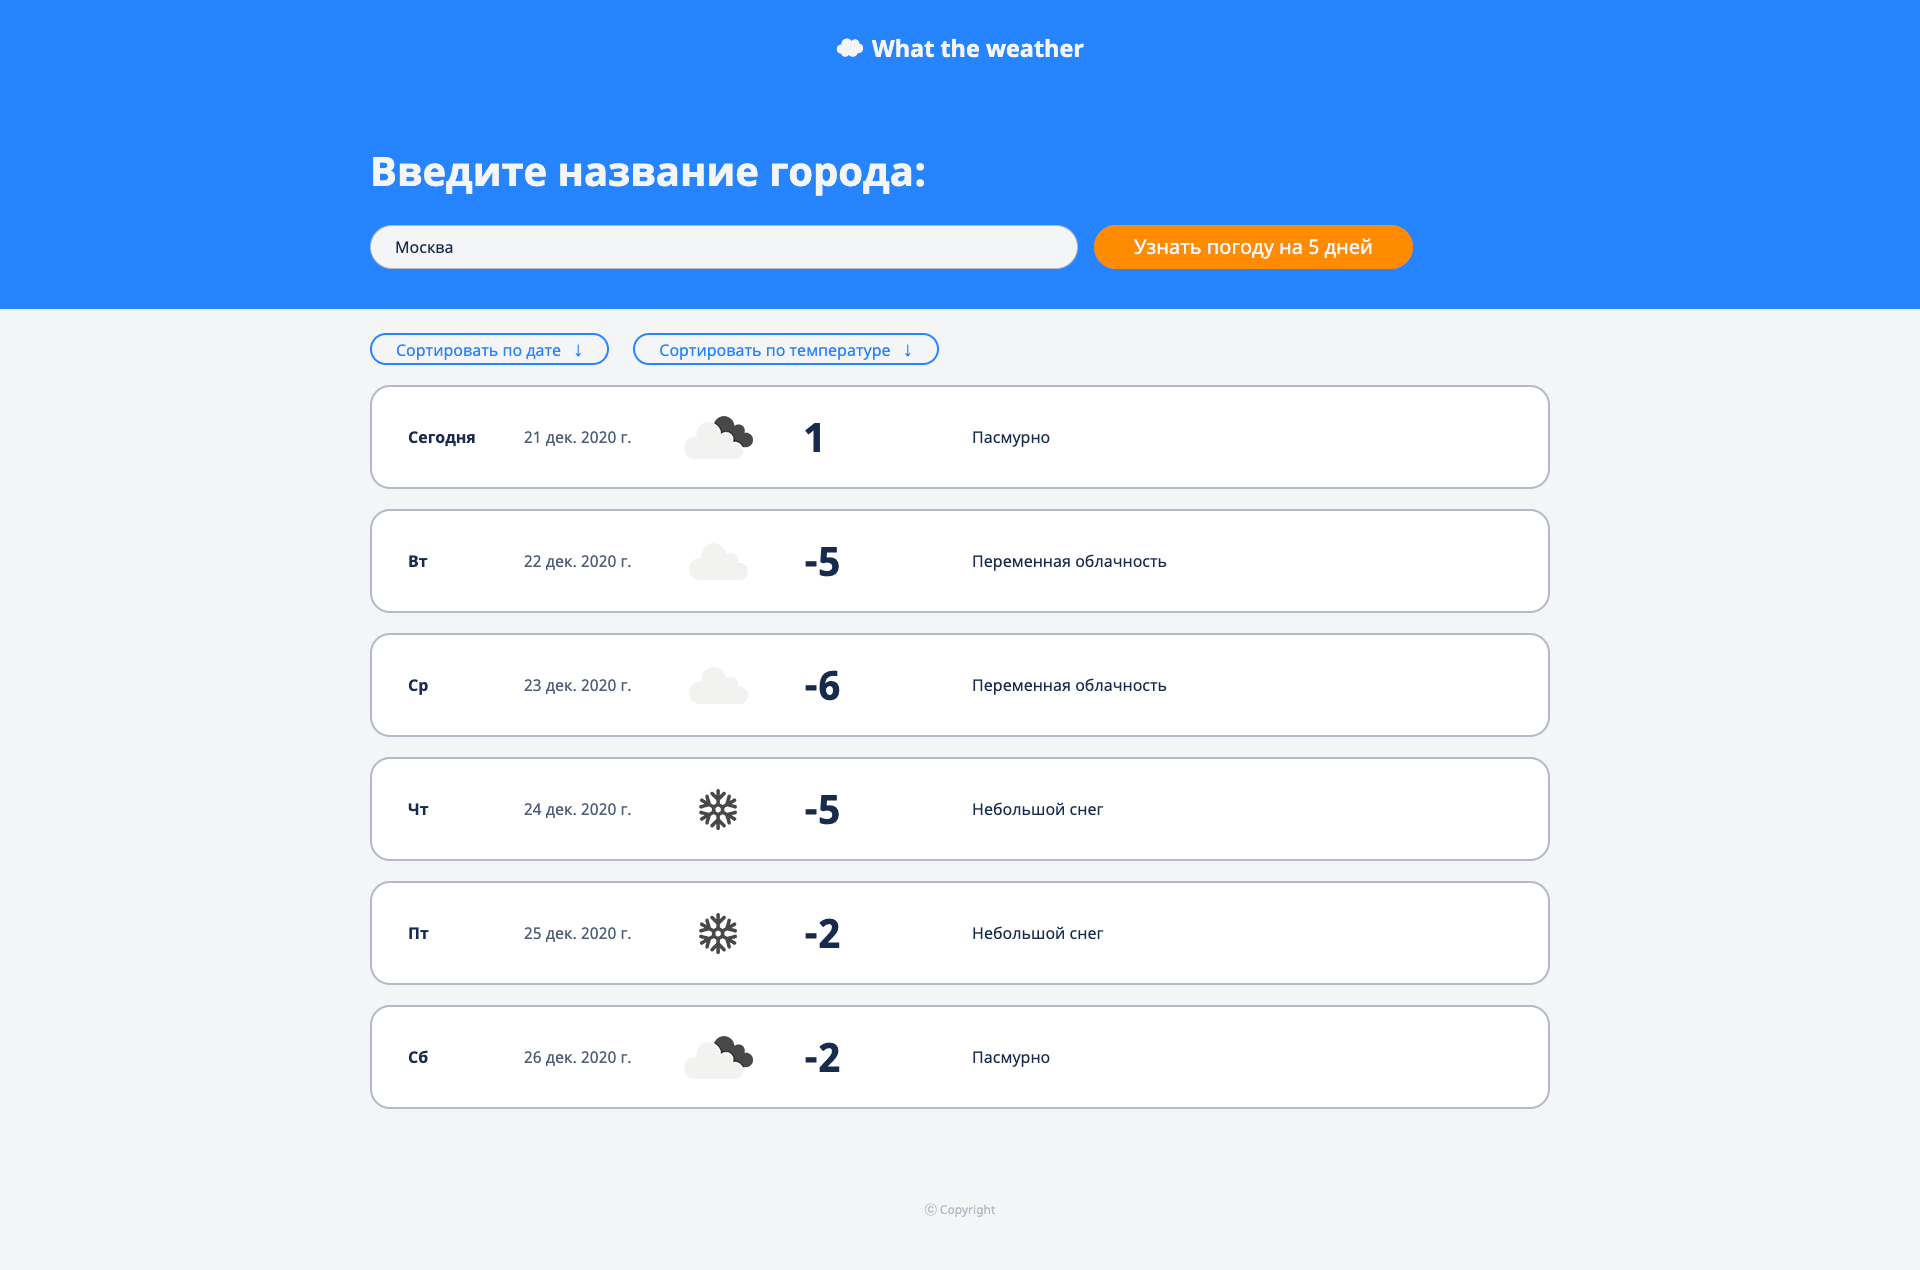 What the weather
Введите название города:
Москва Узнать погоду на 5 дней
Сортировать по дате ↓ Сортировать по температуре ↓
Сегодня 21 дек. 2020 г. 1 Пасмурно
Вт 22 дек. 2020 г. -5 Переменная облачность
Ср 23 дек. 2020 г. -6 Переменная облачность
Чт 24 дек. 2020 г. -5 Небольшой снег
Пт 25 дек. 2020 г. -2 Небольшой снег
Сб 26 дек. 2020 г. -2 Пасмурно
ⓒ Copyright